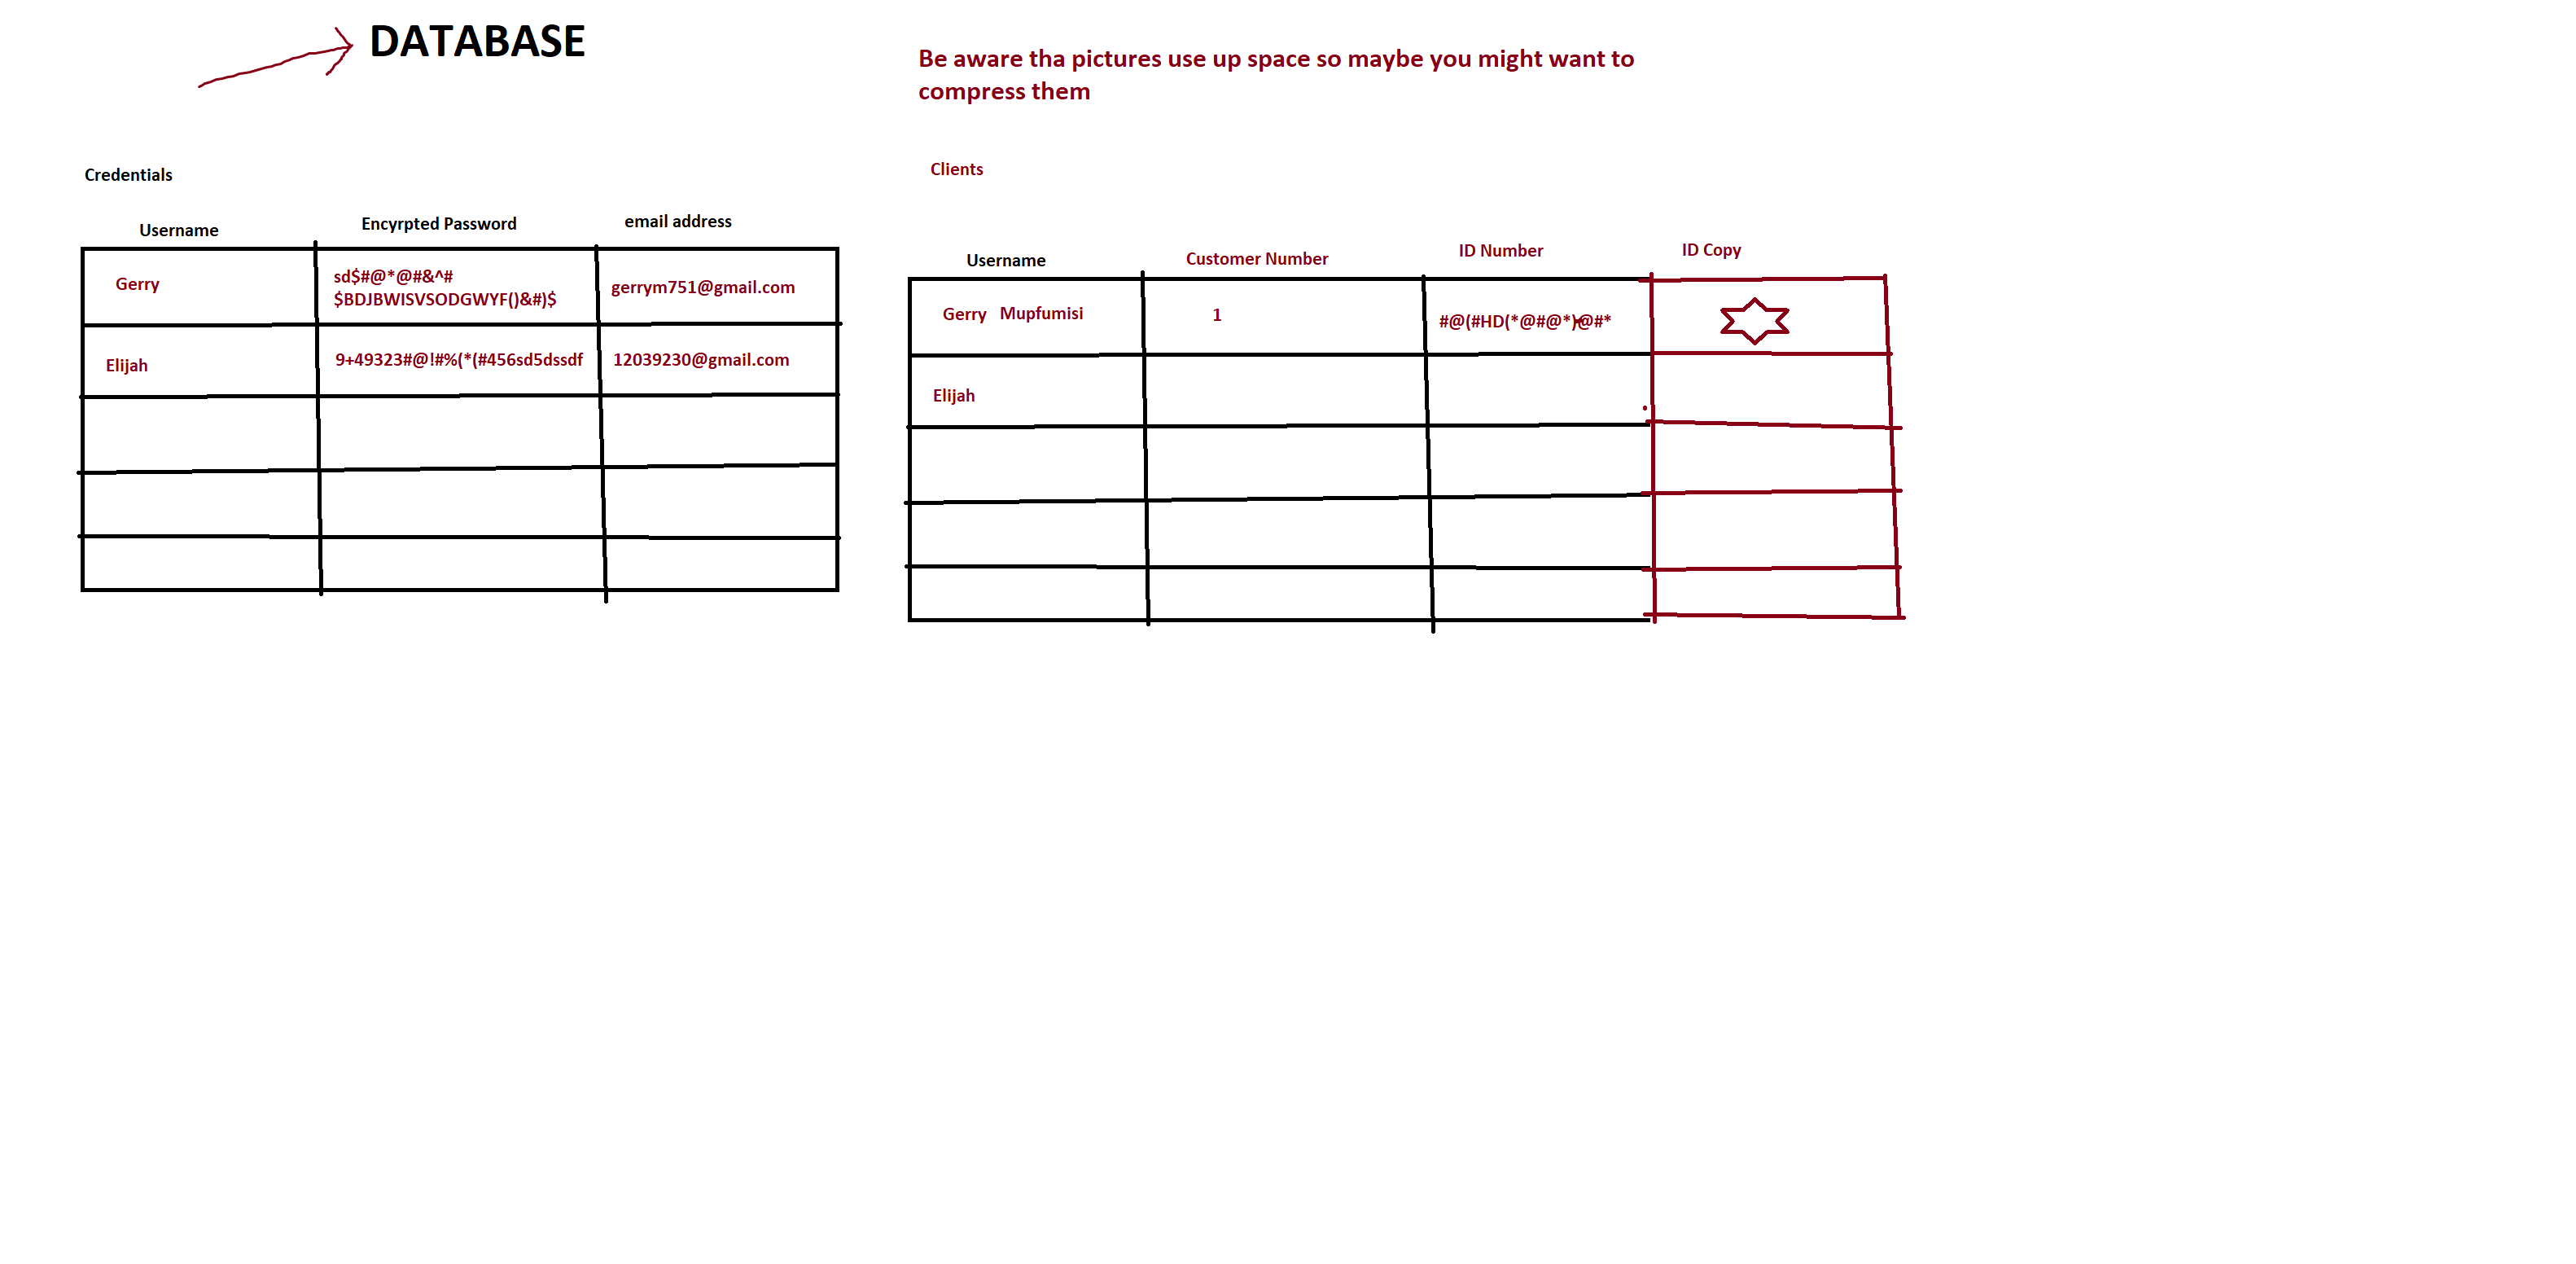 DATABASE
Be aware tha pictures use up space so maybe you might want to
compress them
Credentials
Username
Encyrpted Password
email address
Gerry
sd$#@*@#&^#
$BDJBWISVSODGWYF()&#)$
gerrym751@gmail.com
Elijah
9+49323#@!#%(*(#456sd5dssdf
12039230@gmail.com
Clients
Username
Customer Number
ID Number
ID Copy
Gerry Mupfumisi
1
#@(#HD(*@#@*)@#*
Elijah